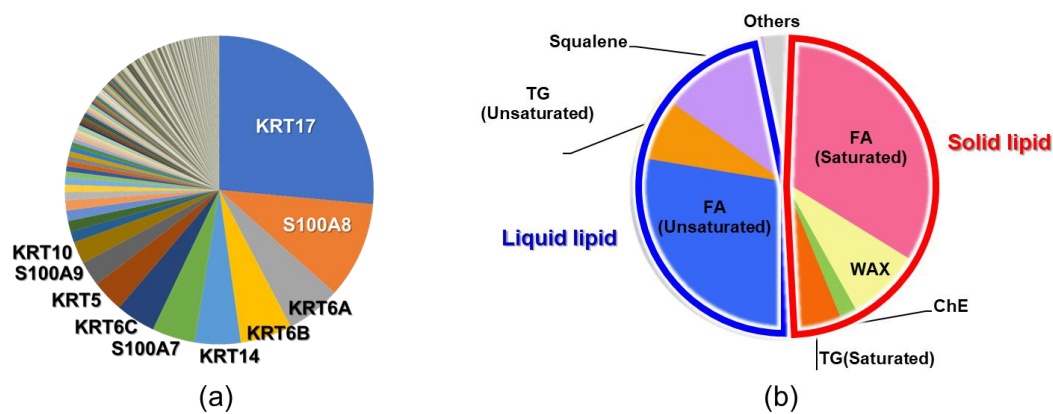 KRT17
S100A8
KRT6A
KRT6B
KRT14
S100A7
KRT6C
KRT5
S100A9
KRT10
(a)
Others
Squalene
TG
(Unsaturated)
FA
(Saturated)
Solid lipid
FA
(Unsaturated)
Liquid lipid
WAX
ChE
TG(Saturated)
(b)